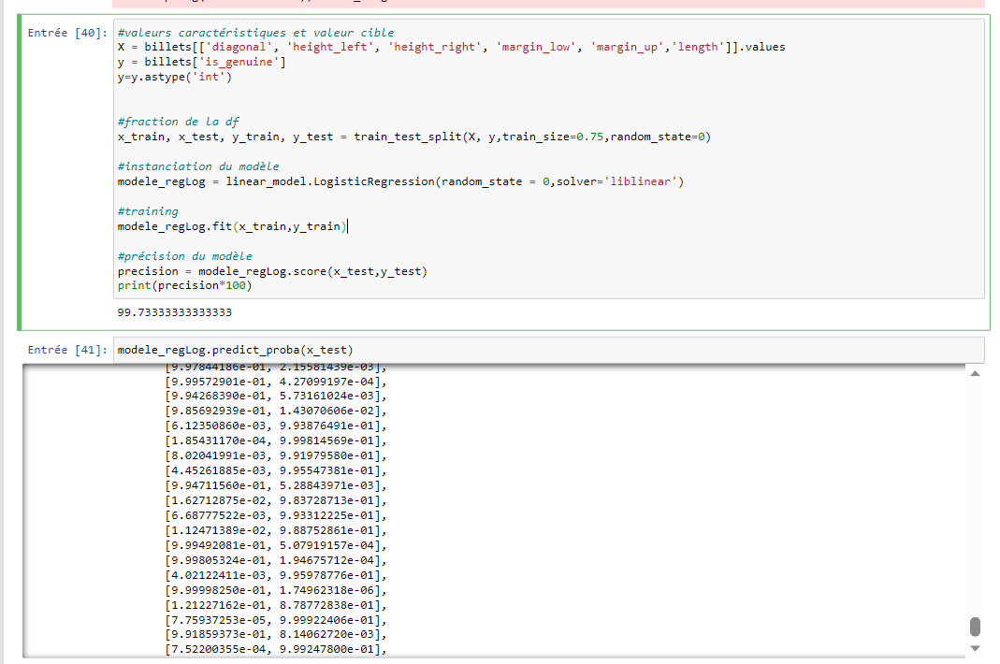 Entrée [40]:
#valeurs caractéristiques et valeur cible
X = billets[['diagonal', 'height_left', 'height_right', 'margin_low', 'margin_up','length']].values
y = billets['is_genuine']
y=y.astype('int')
#fraction de la df
x_train, x_test, y_train, y_test = train_test_split(X, y,train_size=0.75,random_state=0)
#instanciation du modèle
modele_regLog = linear_model.LogisticRegression(random_state = 0,solver='liblinear')
#training
modele_regLog.fit(x_train,y_train)
#précision du modèle
precision = modele_regLog.score(x_test,y_test)
print(precision*100)
99.73333333333333
Entrée [41]:
modele_regLog.predict_proba(x_test)
[9.97844186e-01, 2.15581439e-03],
[9.99572901e-01, 4.27099197e-04],
[9.94268390e-01, 5.73161024e-03],
[9.85692939e-01, 1.43070606e-02],
[6.12350860e-03, 9.93876491e-01],
[1.85431170e-04, 9.99814569e-01],
[8.02041991e-03, 9.91979580e-01],
[4.45261885e-03, 9.95547381e-01],
[9.94711560e-01, 5.28843971e-03],
[1.62712875e-02, 9.83728713e-01],
[6.68777522e-03, 9.93312225e-01],
[1.12471389e-02, 9.88752861e-01],
[9.99492081e-01, 5.07919157e-04],
[9.99805324e-01, 1.94675712e-04],
[4.02122411e-03, 9.95978776e-01],
[9.99998250e-01, 1.74962318e-06],
[1.21227162e-01, 8.78772838e-01],
[7.75937253e-05, 9.99922406e-01],
[9.91859373e-01, 8.14062720e-03],
[7.52200355e-04, 9.99247800e-01],